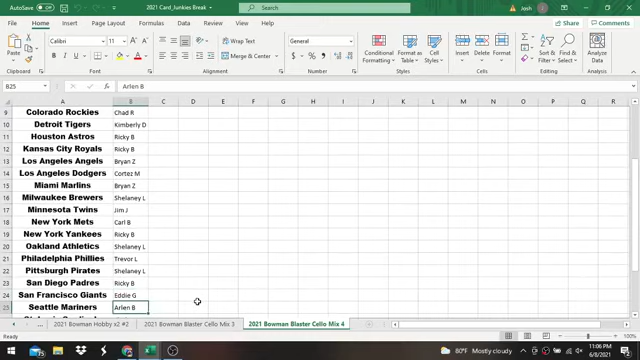 AutoSave Off 2021 Card_Junkies Break Search Josh
File Home Insert Page Layout Formulas Data Review View Help Share Comments
Calibri 11 A A Wrap Text General
Paste B I U Merge & Center $ % Conditional Format as Cell Sort & Find & Analyze
Formatting Table Styles Filter Select Data
Clipboard Font Alignment Number Styles Cells Editing Analysis
B25 fx Arlen B
A B C D E F G H I J K L M N O P Q R
9 Colorado Rockies Chad R
10 Detroit Tigers Kimberly D
11 Houston Astros Ricky B
12 Kansas City Royals Ricky B
13 Los Angeles Angels Bryan Z
14 Los Angeles Dodgers Cortez M
15 Miami Marlins Bryan Z
16 Milwaukee Brewers Shelaney L
17 Minnesota Twins Jim J
18 New York Mets Carl B
19 New York Yankees Ricky B
20 Oakland Athletics Shelaney L
21 Philadelphia Phillies Trevor L
22 Pittsburgh Pirates Shelaney L
23 San Diego Padres Ricky B
24 San Francisco Giants Eddie G
25 Seattle Mariners Arlen B
... 2021 Bowman Hobby x2 #2 2021 Bowman Blaster Cello Mix 3 2021 Bowman Blaster Cello Mix 4
Ready 100%
80°F 11:06 PM
6/8/2021